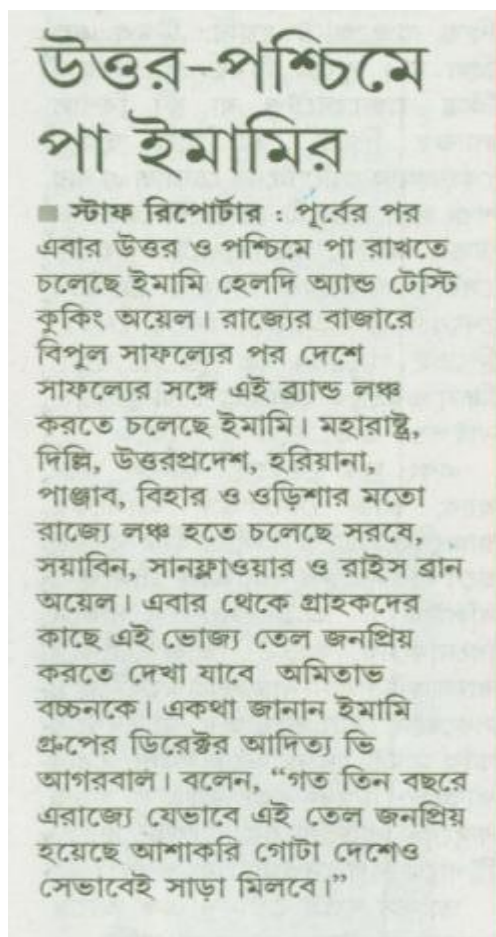 উত্তর-পশ্চিমে
পা ইমামির
■ স্টাফ রিপোর্টার : পূর্বের পর
এবার উত্তর ও পশ্চিমে পা রাখতে
চলেছে ইমামি হেলদি অ্যান্ড টেস্টি
কুকিং অয়েল। রাজ্যের বাজারে
বিপুল সাফল্যের পর দেশে
সাফল্যের সঙ্গে এই ব্র্যান্ড লঞ্চ
করতে চলেছে ইমামি। মহারাষ্ট্র,
দিল্লি, উত্তরপ্রদেশ, হরিয়ানা,
পাঞ্জাব, বিহার ও ওড়িশার মতো
রাজ্যে লঞ্চ হতে চলেছে সরষে,
সয়াবিন, সানফ্লাওয়ার ও রাইস ব্রান
অয়েল। এবার থেকে গ্রাহকদের
কাছে এই ভোজ্য তেল জনপ্রিয়
করতে দেখা যাবে অমিতাভ
বচ্চনকে। একথা জানান ইমামি
গ্রুপের ডিরেক্টর আদিত্য ভি
আগরবাল। বলেন, “গত তিন বছরে
এরাজ্যে যেভাবে এই তেল জনপ্রিয়
হয়েছে আশাকরি গোটা দেশেও
সেভাবেই সাড়া মিলবে।”